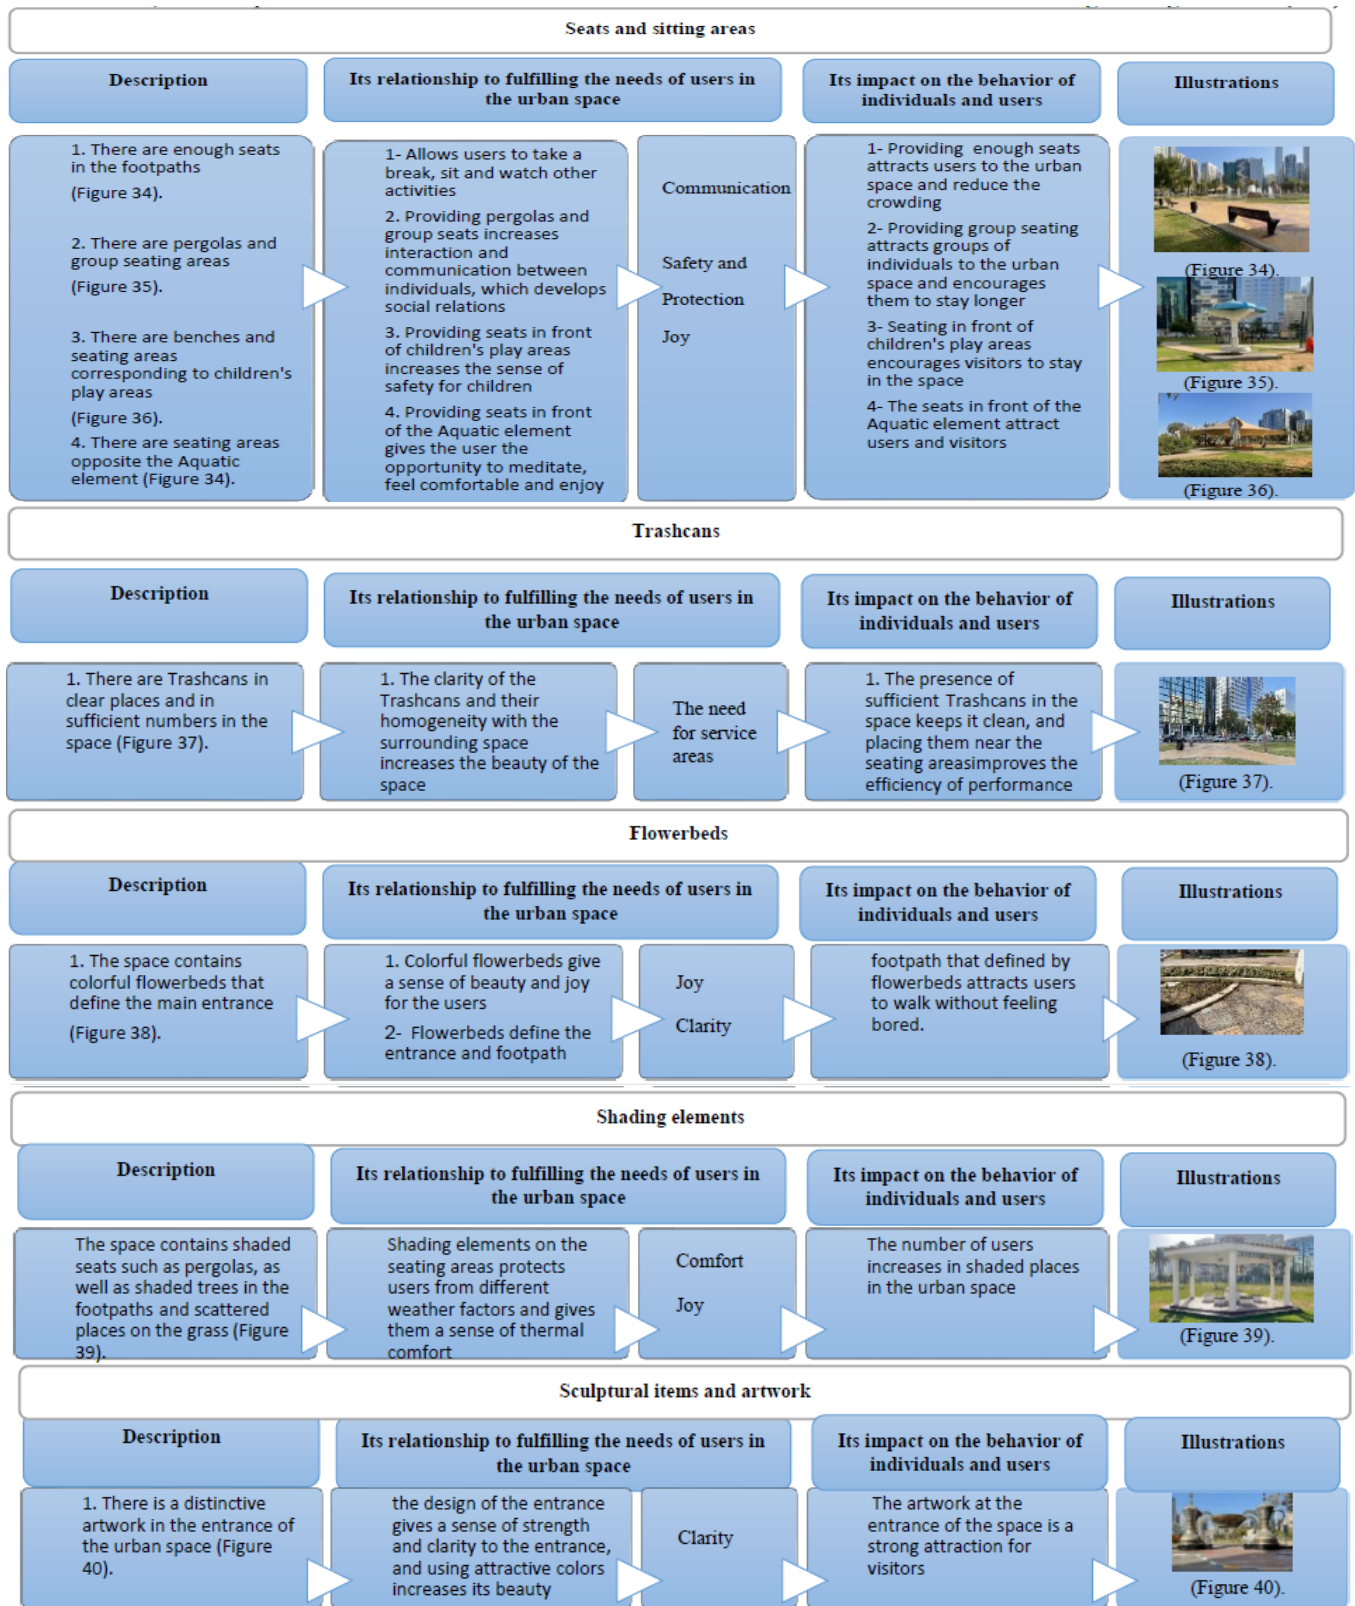 Seats and sitting areas
Description
Its relationship to fulfilling the needs of users in
the urban space
Its impact on the behavior of
individuals and users
Illustrations
1. There are enough seats
in the footpaths
(Figure 34).
2. There are pergolas and
group seating areas
(Figure 35).
3. There are benches and
seating areas
corresponding to children's
play areas
(Figure 36).
4. There are seating areas
opposite the Aquatic
element (Figure 34).
1- Allows users to take a
break, sit and watch other
activities
2. Providing pergolas and
group seats increases
interaction and
communication between
individuals, which develops
social relations
3. Providing seats in front
of children's play areas
increases the sense of
safety for children
4. Providing seats in front
of the Aquatic element
gives the user the
opportunity to meditate,
feel comfortable and enjoy
Communication
Safety and
Protection
Joy
1- Providing  enough seats
attracts users to the urban
space and reduce the
crowding
2- Providing group seating
attracts groups of
individuals to the urban
space and encourages
them to stay longer
3- Seating in front of
children's play areas
encourages visitors to stay
in the space
4- The seats in front of the
Aquatic element attract
users and visitors
(Figure 34).
(Figure 35).
(Figure 36).
Trashcans
Description
Its relationship to fulfilling the needs of users in
the urban space
Its impact on the behavior of
individuals and users
Illustrations
1. There are Trashcans in
clear places and in
sufficient numbers in the
space (Figure 37).
1. The clarity of the
Trashcans and their
homogeneity with the
surrounding space
increases the beauty of the
space
The need
for service
areas
1. The presence of
sufficient Trashcans in the
space keeps it clean, and
placing them near the
seating areasimproves the
efficiency of performance
(Figure 37).
Flowerbeds
Description
Its relationship to fulfilling the needs of users in
the urban space
Its impact on the behavior of
individuals and users
Illustrations
1. The space contains
colorful flowerbeds that
define the main entrance
(Figure 38).
1. Colorful flowerbeds give
a sense of beauty and joy
for the users
2-  Flowerbeds define the
entrance and footpath
Joy
Clarity
footpath that defined by
flowerbeds attracts users
to walk without feeling
bored.
(Figure 38).
Shading elements
Description
Its relationship to fulfilling the needs of users in
the urban space
Its impact on the behavior of
individuals and users
Illustrations
The space contains shaded
seats such as pergolas, as
well as shaded trees in the
footpaths and scattered
places on the grass (Figure
39).
Shading elements on the
seating areas protects
users from different
weather factors and gives
them a sense of thermal
comfort
Comfort
Joy
The number of users
increases in shaded places
in the urban space
(Figure 39).
Sculptural items and artwork
Description
Its relationship to fulfilling the needs of users in
the urban space
Its impact on the behavior of
individuals and users
Illustrations
1. There is a distinctive
artwork in the entrance of
the urban space (Figure
40).
the design of the entrance
gives a sense of strength
and clarity to the entrance,
and using attractive colors
increases its beauty
Clarity
The artwork at the
entrance of the space is a
strong attraction for
visitors
(Figure 40).